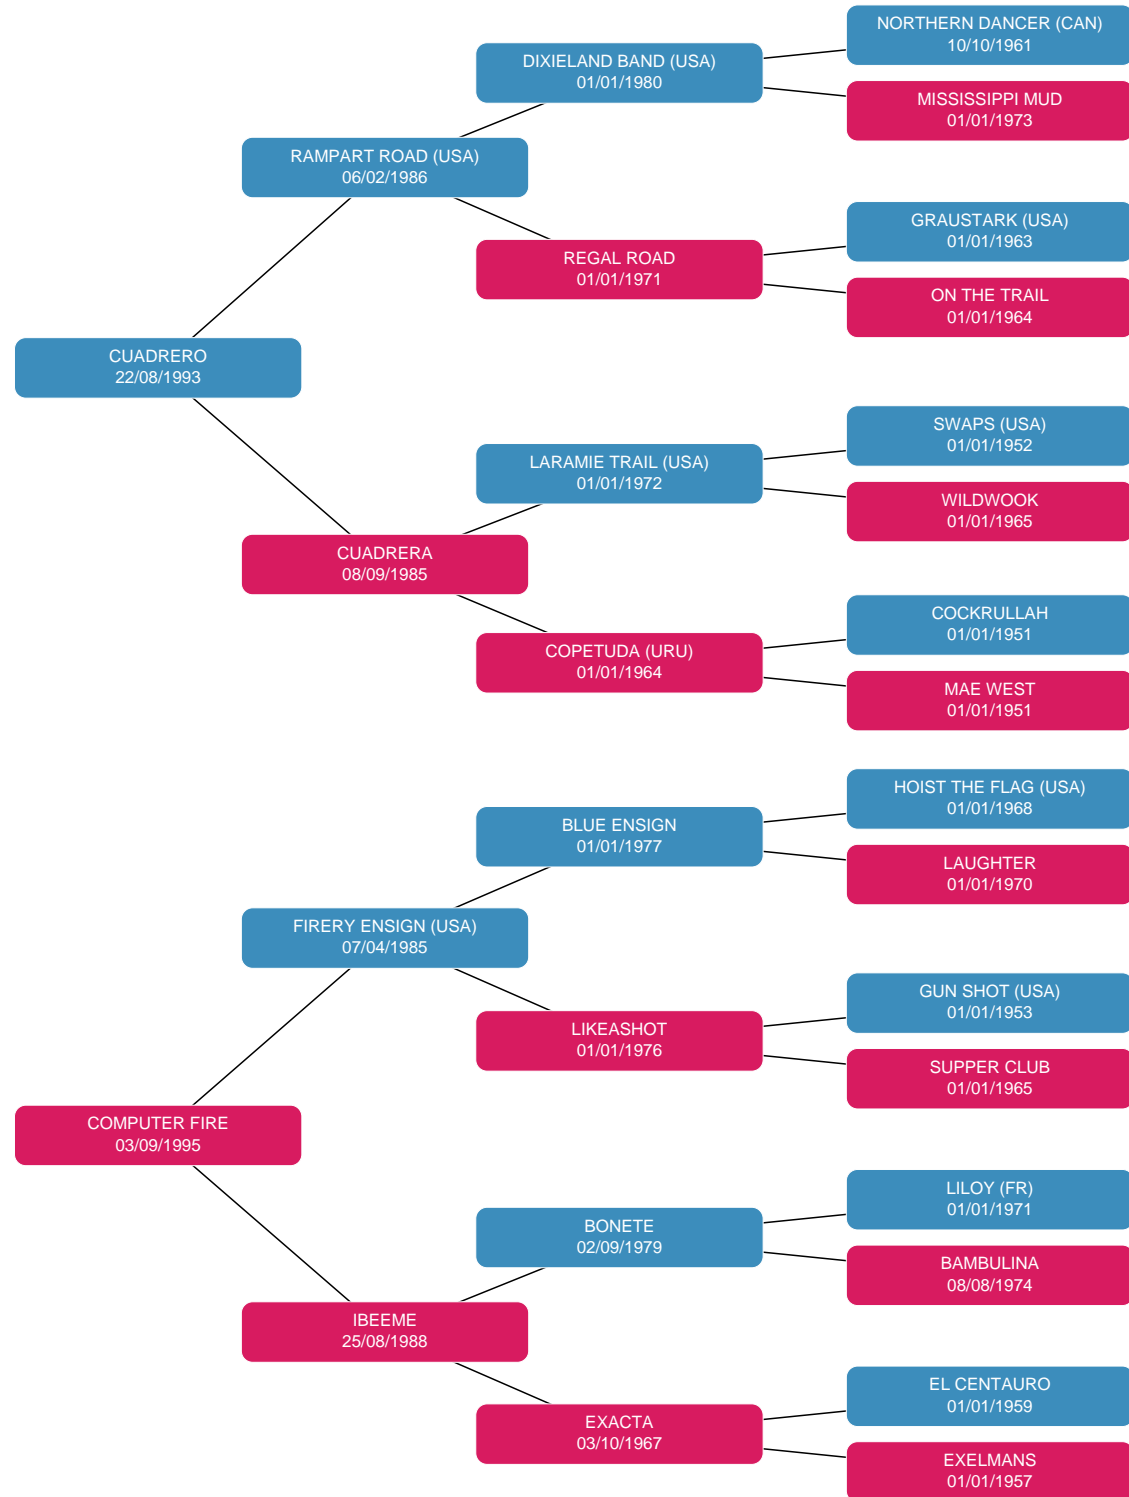 NORTHERN DANCER (CAN)
10/10/1961
DIXIELAND BAND (USA)
01/01/1980
MISSISSIPPI MUD
01/01/1973
RAMPART ROAD (USA)
06/02/1986
GRAUSTARK (USA)
01/01/1963
REGAL ROAD
01/01/1971
ON THE TRAIL
01/01/1964
CUADRERO
22/08/1993
SWAPS (USA)
01/01/1952
LARAMIE TRAIL (USA)
01/01/1972
WILDWOOK
01/01/1965
CUADRERA
08/09/1985
COCKRULLAH
01/01/1951
COPETUDA (URU)
01/01/1964
MAE WEST
01/01/1951
HOIST THE FLAG (USA)
01/01/1968
BLUE ENSIGN
01/01/1977
LAUGHTER
01/01/1970
FIRERY ENSIGN (USA)
07/04/1985
GUN SHOT (USA)
01/01/1953
LIKEASHOT
01/01/1976
SUPPER CLUB
01/01/1965
COMPUTER FIRE
03/09/1995
LILOY (FR)
01/01/1971
BONETE
02/09/1979
BAMBULINA
08/08/1974
IBEEME
25/08/1988
EL CENTAURO
01/01/1959
EXACTA
03/10/1967
EXELMANS
01/01/1957